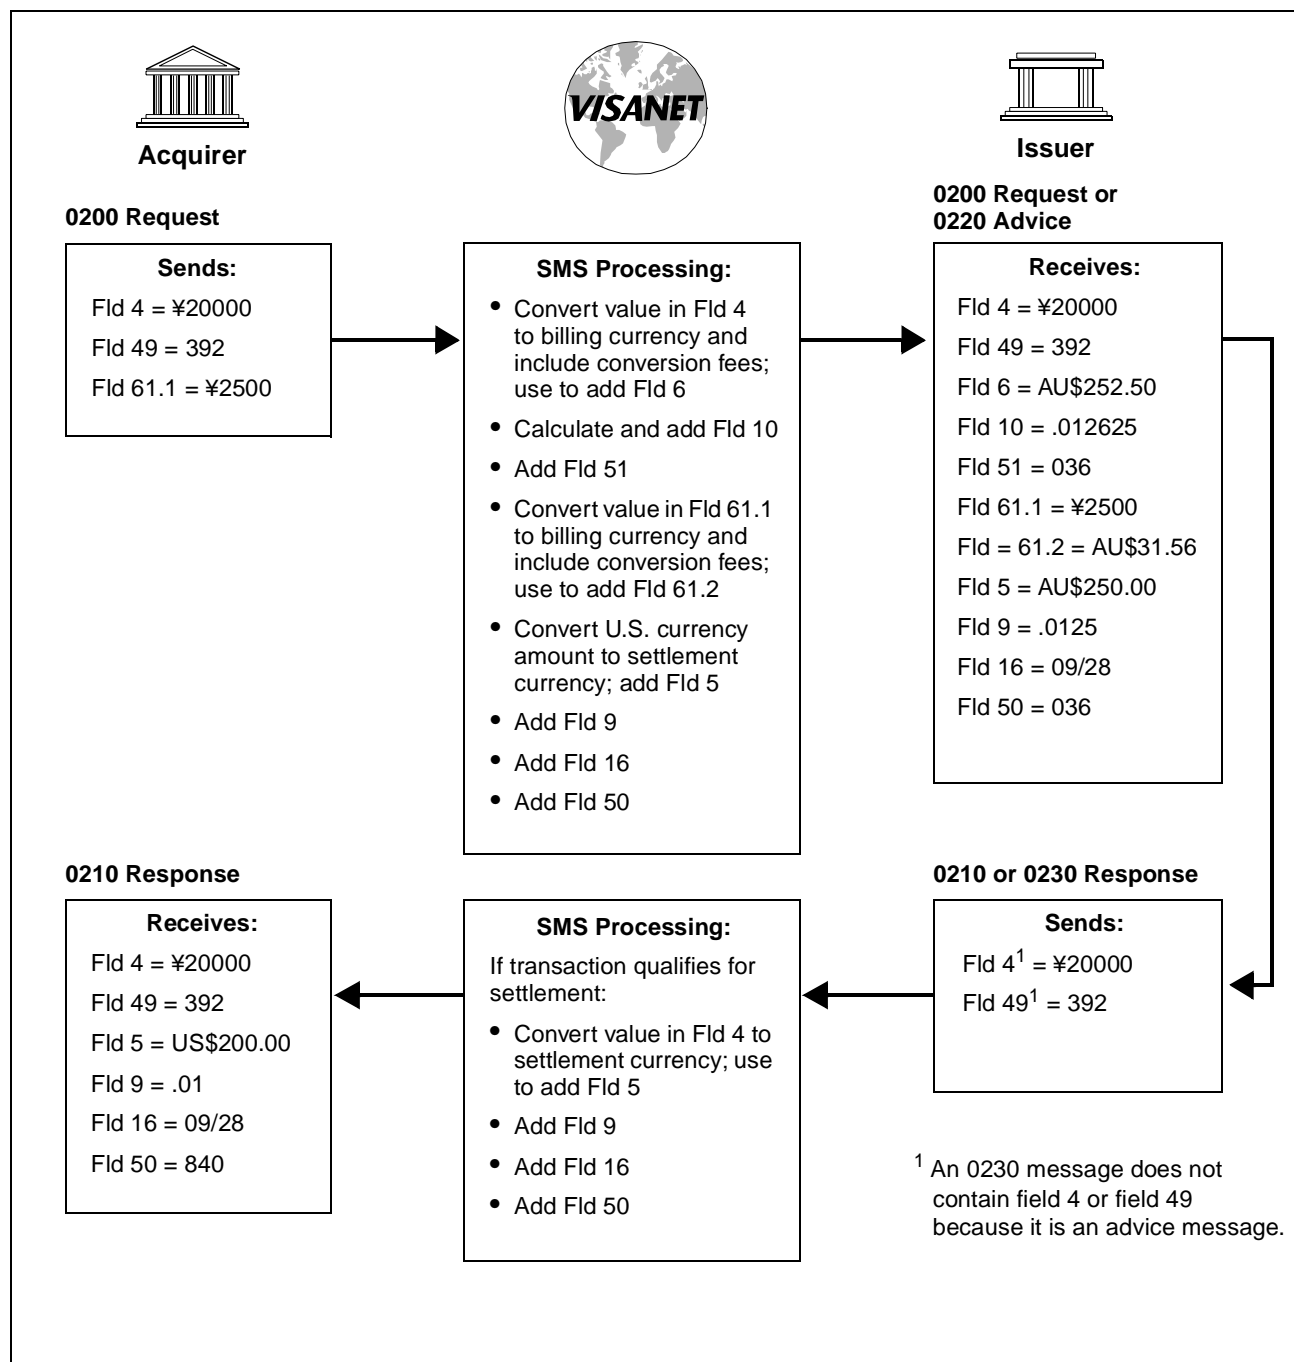 VISANET
Acquirer
Issuer
0200 Request
0200 Request or
0220 Advice
Sends:
Fld 4 = ¥20000
Fld 49 = 392
Fld 61.1 = ¥2500
SMS Processing:
• Convert value in Fld 4
to billing currency and
include conversion fees;
use to add Fld 6
• Calculate and add Fld 10
• Add Fld 51
• Convert value in Fld 61.1
to billing currency and
include conversion fees;
use to add Fld 61.2
• Convert U.S. currency
amount to settlement
currency; add Fld 5
• Add Fld 9
• Add Fld 16
• Add Fld 50
Receives:
Fld 4 = ¥20000
Fld 49 = 392
Fld 6 = AU$252.50
Fld 10 = .012625
Fld 51 = 036
Fld 61.1 = ¥2500
Fld = 61.2 = AU$31.56
Fld 5 = AU$250.00
Fld 9 = .0125
Fld 16 = 09/28
Fld 50 = 036
0210 Response
Receives:
Fld 4 = ¥20000
Fld 49 = 392
Fld 5 = US$200.00
Fld 9 = .01
Fld 16 = 09/28
Fld 50 = 840
SMS Processing:
If transaction qualifies for
settlement:
• Convert value in Fld 4 to
settlement currency; use
to add Fld 5
• Add Fld 9
• Add Fld 16
• Add Fld 50
0210 or 0230 Response
Sends:
Fld 4¹ = ¥20000
Fld 49¹ = 392
¹ An 0230 message does not
contain field 4 or field 49
because it is an advice message.